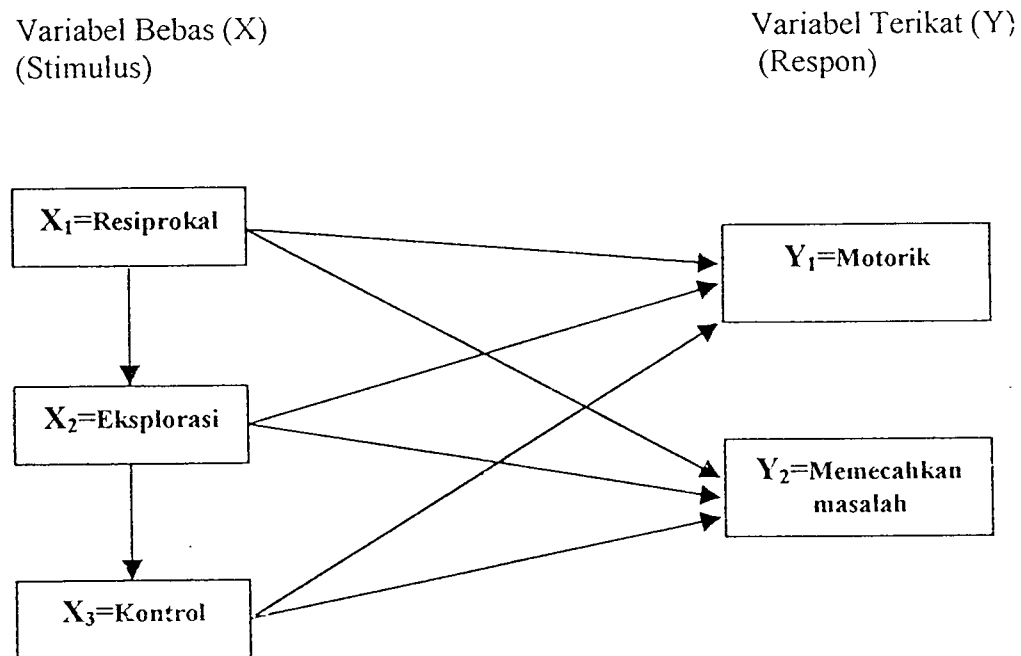 Variabel Bebas (X)
(Stimulus)
Variabel Terikat (Y)
(Respon)
X₁=Resiprokal
Y₁=Motorik
X₂=Eksplorasi
Y₂=Memecahkan
masalah
X₃=Kontrol